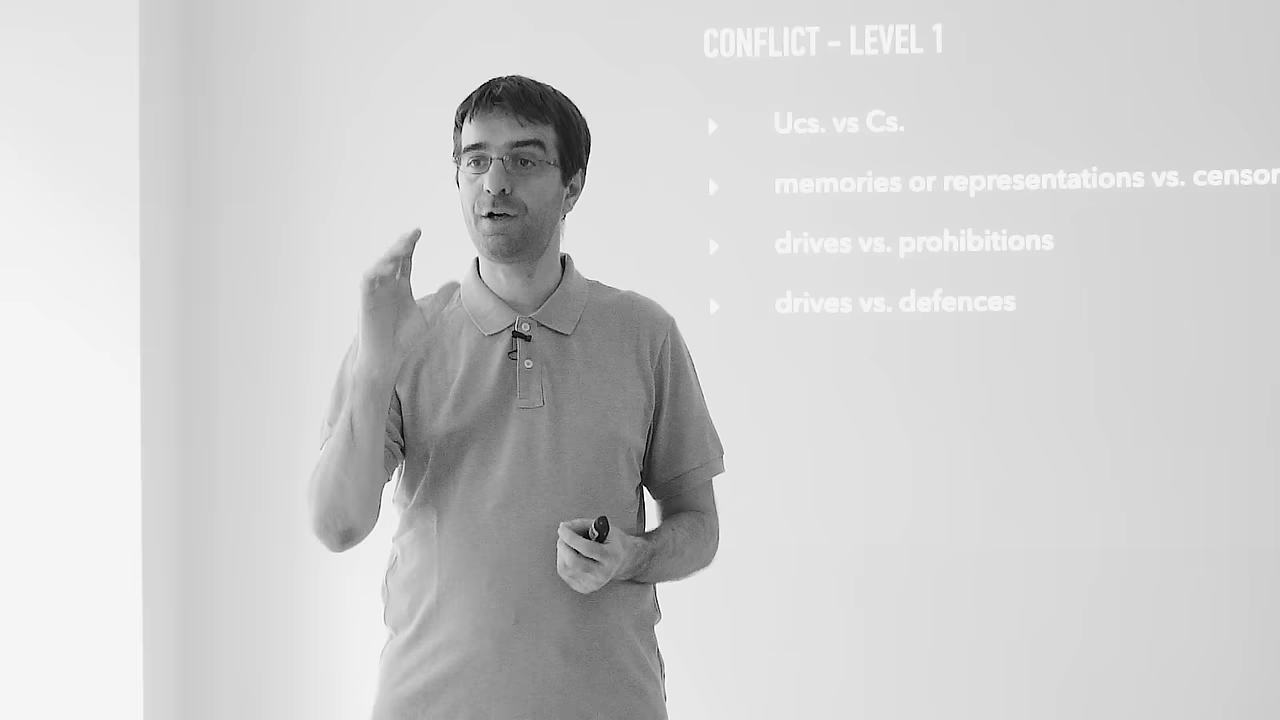 CONFLICT – LEVEL 1
Ucs. vs Cs.
memories or representations vs. censor
drives vs. prohibitions
drives vs. defences